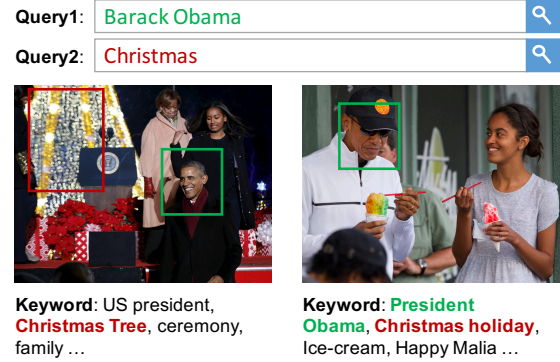 Query1: Barack Obama
Query2: Christmas
Keyword: US president,
Christmas Tree, ceremony,
family ...
Keyword: President
Obama, Christmas holiday,
Ice-cream, Happy Malia ...